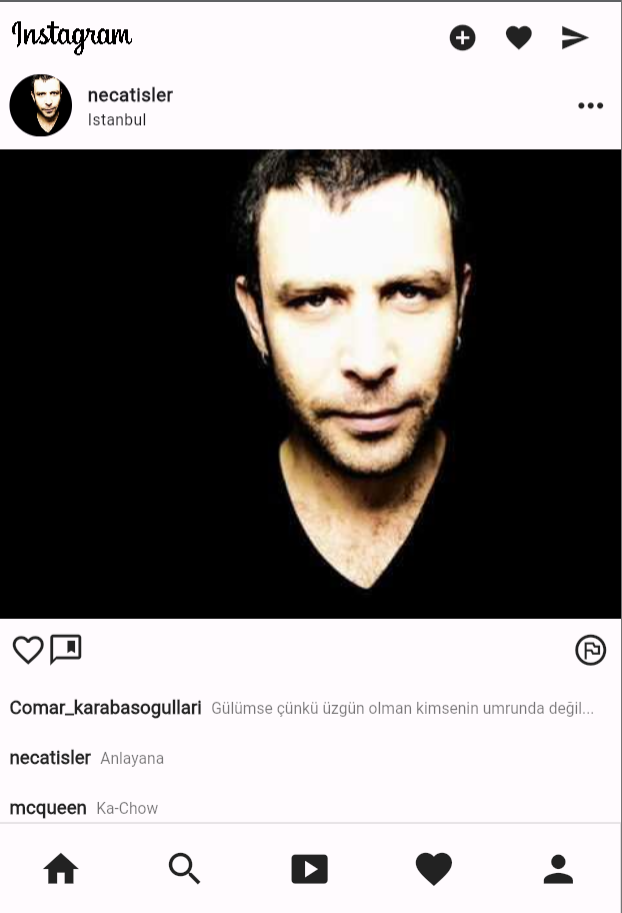 Instagram
necatisler
Istanbul
Comar_karabasogullari Gülümse çünkü üzgün olman kimsenin umrunda değil...
necatisler Anlayana
mcqueen Ka-Chow